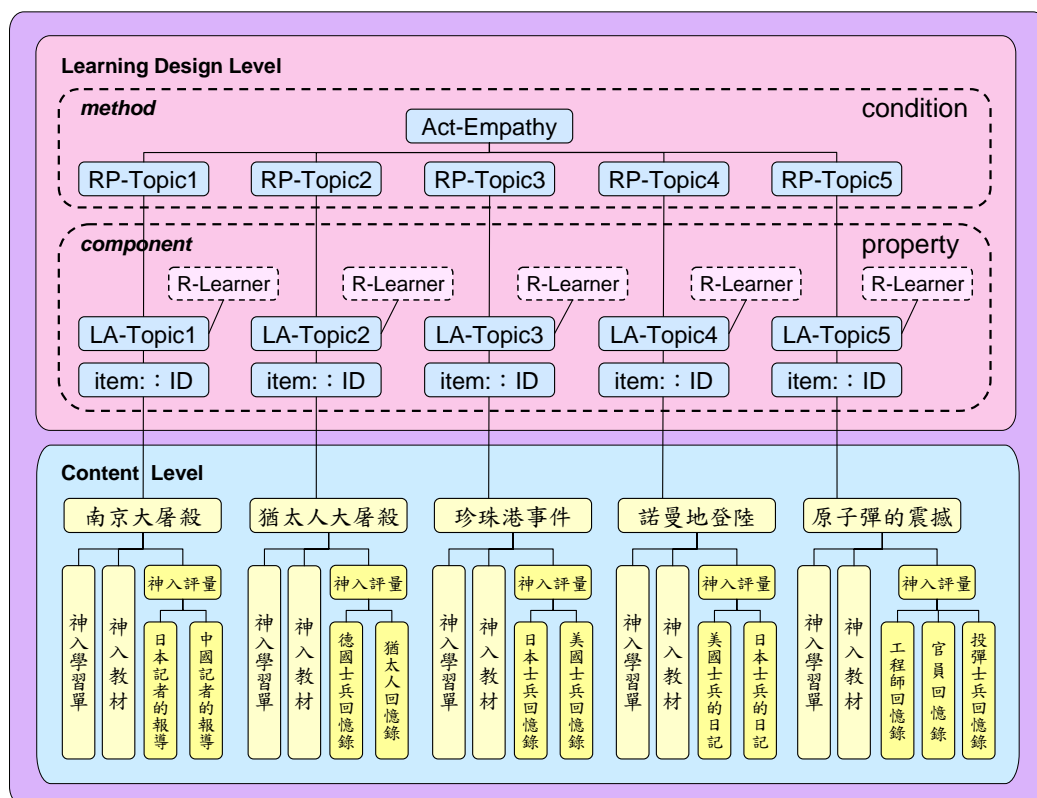 Learning Design Level
method
condition
Act-Empathy
RP-Topic1
RP-Topic2
RP-Topic3
RP-Topic4
RP-Topic5
component
property
R-Learner
R-Learner
R-Learner
R-Learner
R-Learner
LA-Topic1
LA-Topic2
LA-Topic3
LA-Topic4
LA-Topic5
item:：ID
item:：ID
item:：ID
item:：ID
item:：ID
Content Level
南京大屠殺
猶太人大屠殺
珍珠港事件
諾曼地登陸
原子彈的震撼
神入學習單
神入教材
神入評量
日本記者的報導
中國記者的報導
神入學習單
神入教材
神入評量
德國士兵回憶錄
猶太人回憶錄
神入學習單
神入教材
神入評量
日本士兵回憶錄
美國士兵回憶錄
神入學習單
神入教材
神入評量
美國士兵的日記
日本士兵的日記
神入學習單
神入教材
神入評量
工程師回憶錄
官員回憶錄
投彈士兵回憶錄